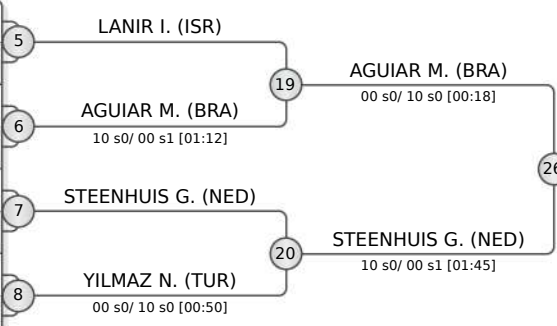 LANIR I. (ISR)
5
19
AGUIAR M. (BRA)
00 s0/ 10 s0 [00:18]
AGUIAR M. (BRA)
6
10 s0/ 00 s1 [01:12]
26
STEENHUIS G. (NED)
7
20
STEENHUIS G. (NED)
10 s0/ 00 s1 [01:45]
YILMAZ N. (TUR)
8
00 s0/ 10 s0 [00:50]